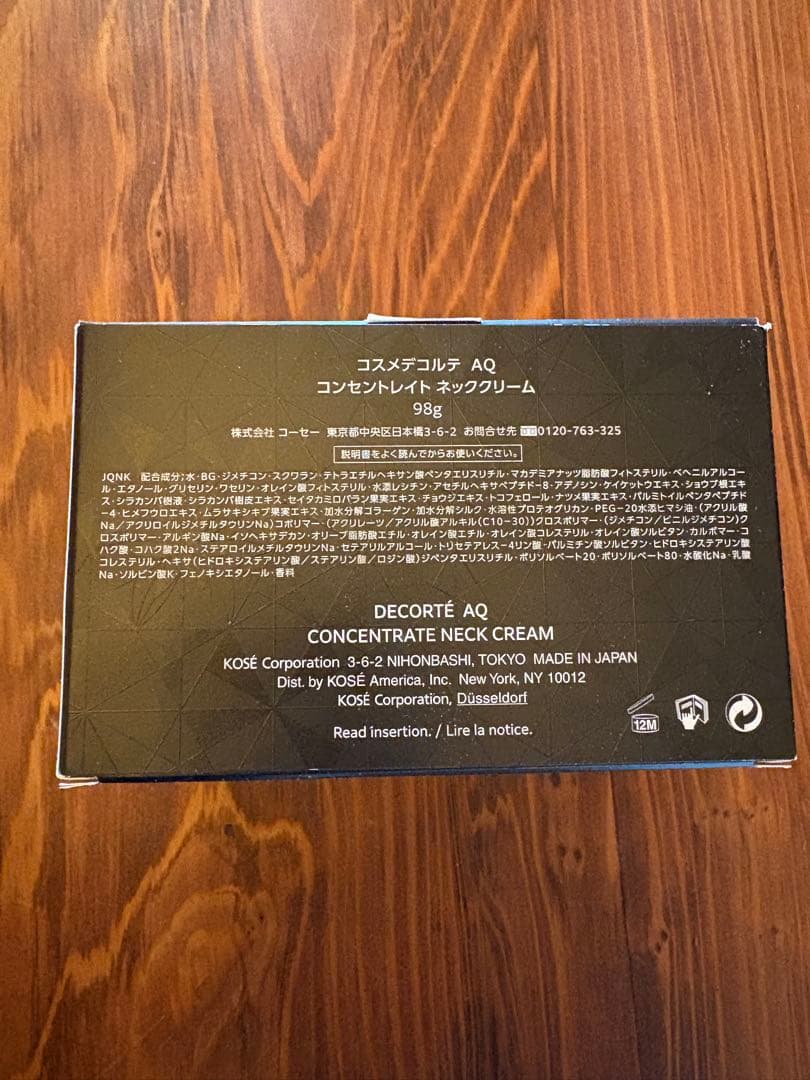 コスメデコルテ AQ
コンセントレイト ネッククリーム
98g
株式会社 コーセー 東京都中央区日本橋3-6-2 お問合せ先 0120-763-325
説明書をよく読んでからお使いください。
JQNK 配合成分:水・BG・ジメチコン・スクワラン・テトラエチルヘキサン酸ペンタエリスリチル・マカデミアナッツ脂肪酸フィトステリル・ベヘニルアルコー
ル・エタノール・グリセリン・ワセリン・オレイン酸フィトステリル・水添レシチン・アセチルヘキサペプチド-8・アデノシン・ケイケットウエキス・ショウブ根エキ
ス・シラカンバ樹液・シラカンバ樹皮エキス・セイタカミロバラン果実エキス・チョウジエキス・トコフェロール・ナツメ果実エキス・パルミトイルペンタペプチド
-4・ヒメフウロエキス・ムラサキシキブ果実エキス・加水分解コラーゲン・加水分解シルク・水溶性プロテオグリカン・PEG-20水添ヒマシ油・(アクリル酸
Na/アクリロイルジメチルタウリンNa)コポリマー・(アクリレーツ/アクリル酸アルキル(C10-30))クロスポリマー・(ジメチコン/ビニルジメチコン)ク
ロスポリマー・アルギン酸Na・イソヘキサデカン・オリーブ脂肪酸エチル・オレイン酸エチル・オレイン酸コレステリル・オレイン酸ソルビタン・カルボマー・コ
ハク酸・コハク酸2Na・ステアロイルメチルタウリンNa・セテアリルアルコール・トリセテアレス-4リン酸・パルミチン酸ソルビタン・ヒドロキシステアリン酸
コレステリル・ヘキサ(ヒドロキシステアリン酸/ステアリン酸/ロジン酸)ジペンタエリスリチル・ポリソルベート20・ポリソルベート80・水酸化Na・乳酸
Na・ソルビン酸K・フェノキシエタノール・香料
DECORTÉ AQ
CONCENTRATE NECK CREAM
KOSÉ Corporation 3-6-2 NIHONBASHI, TOKYO MADE IN JAPAN
Dist. by KOSÉ America, Inc. New York, NY 10012
KOSÉ Corporation, Düsseldorf
12M
Read insertion. / Lire la notice.